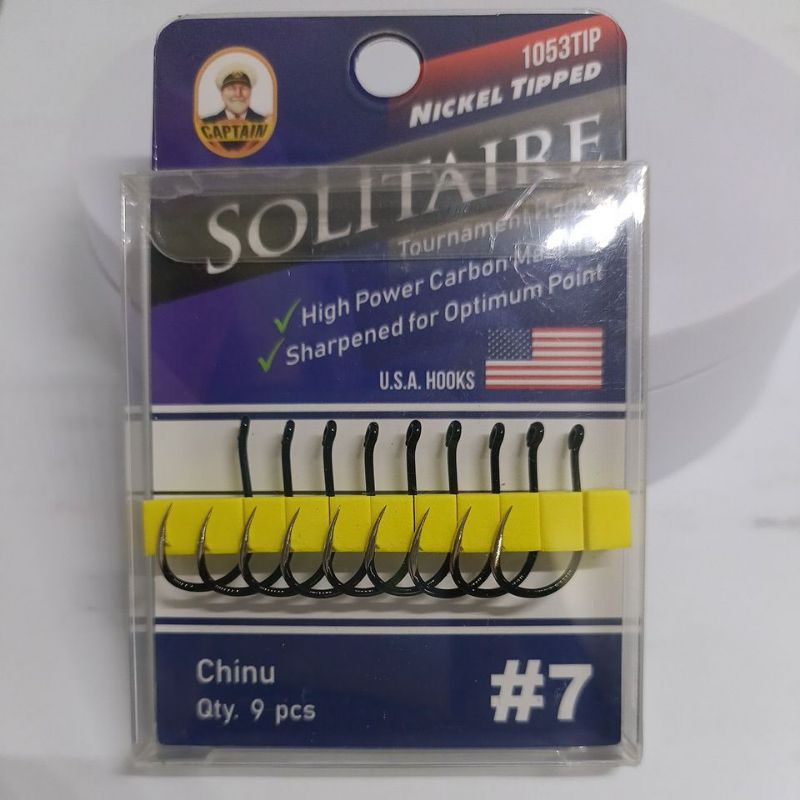 CAPTAIN
1053TIP
NICKEL TIPPED
SOLITAIRE
Tournament
High Power Carbon
Sharpened for Optimum Point
U.S.A. HOOKS
Chinu
Qty. 9 pcs
#7